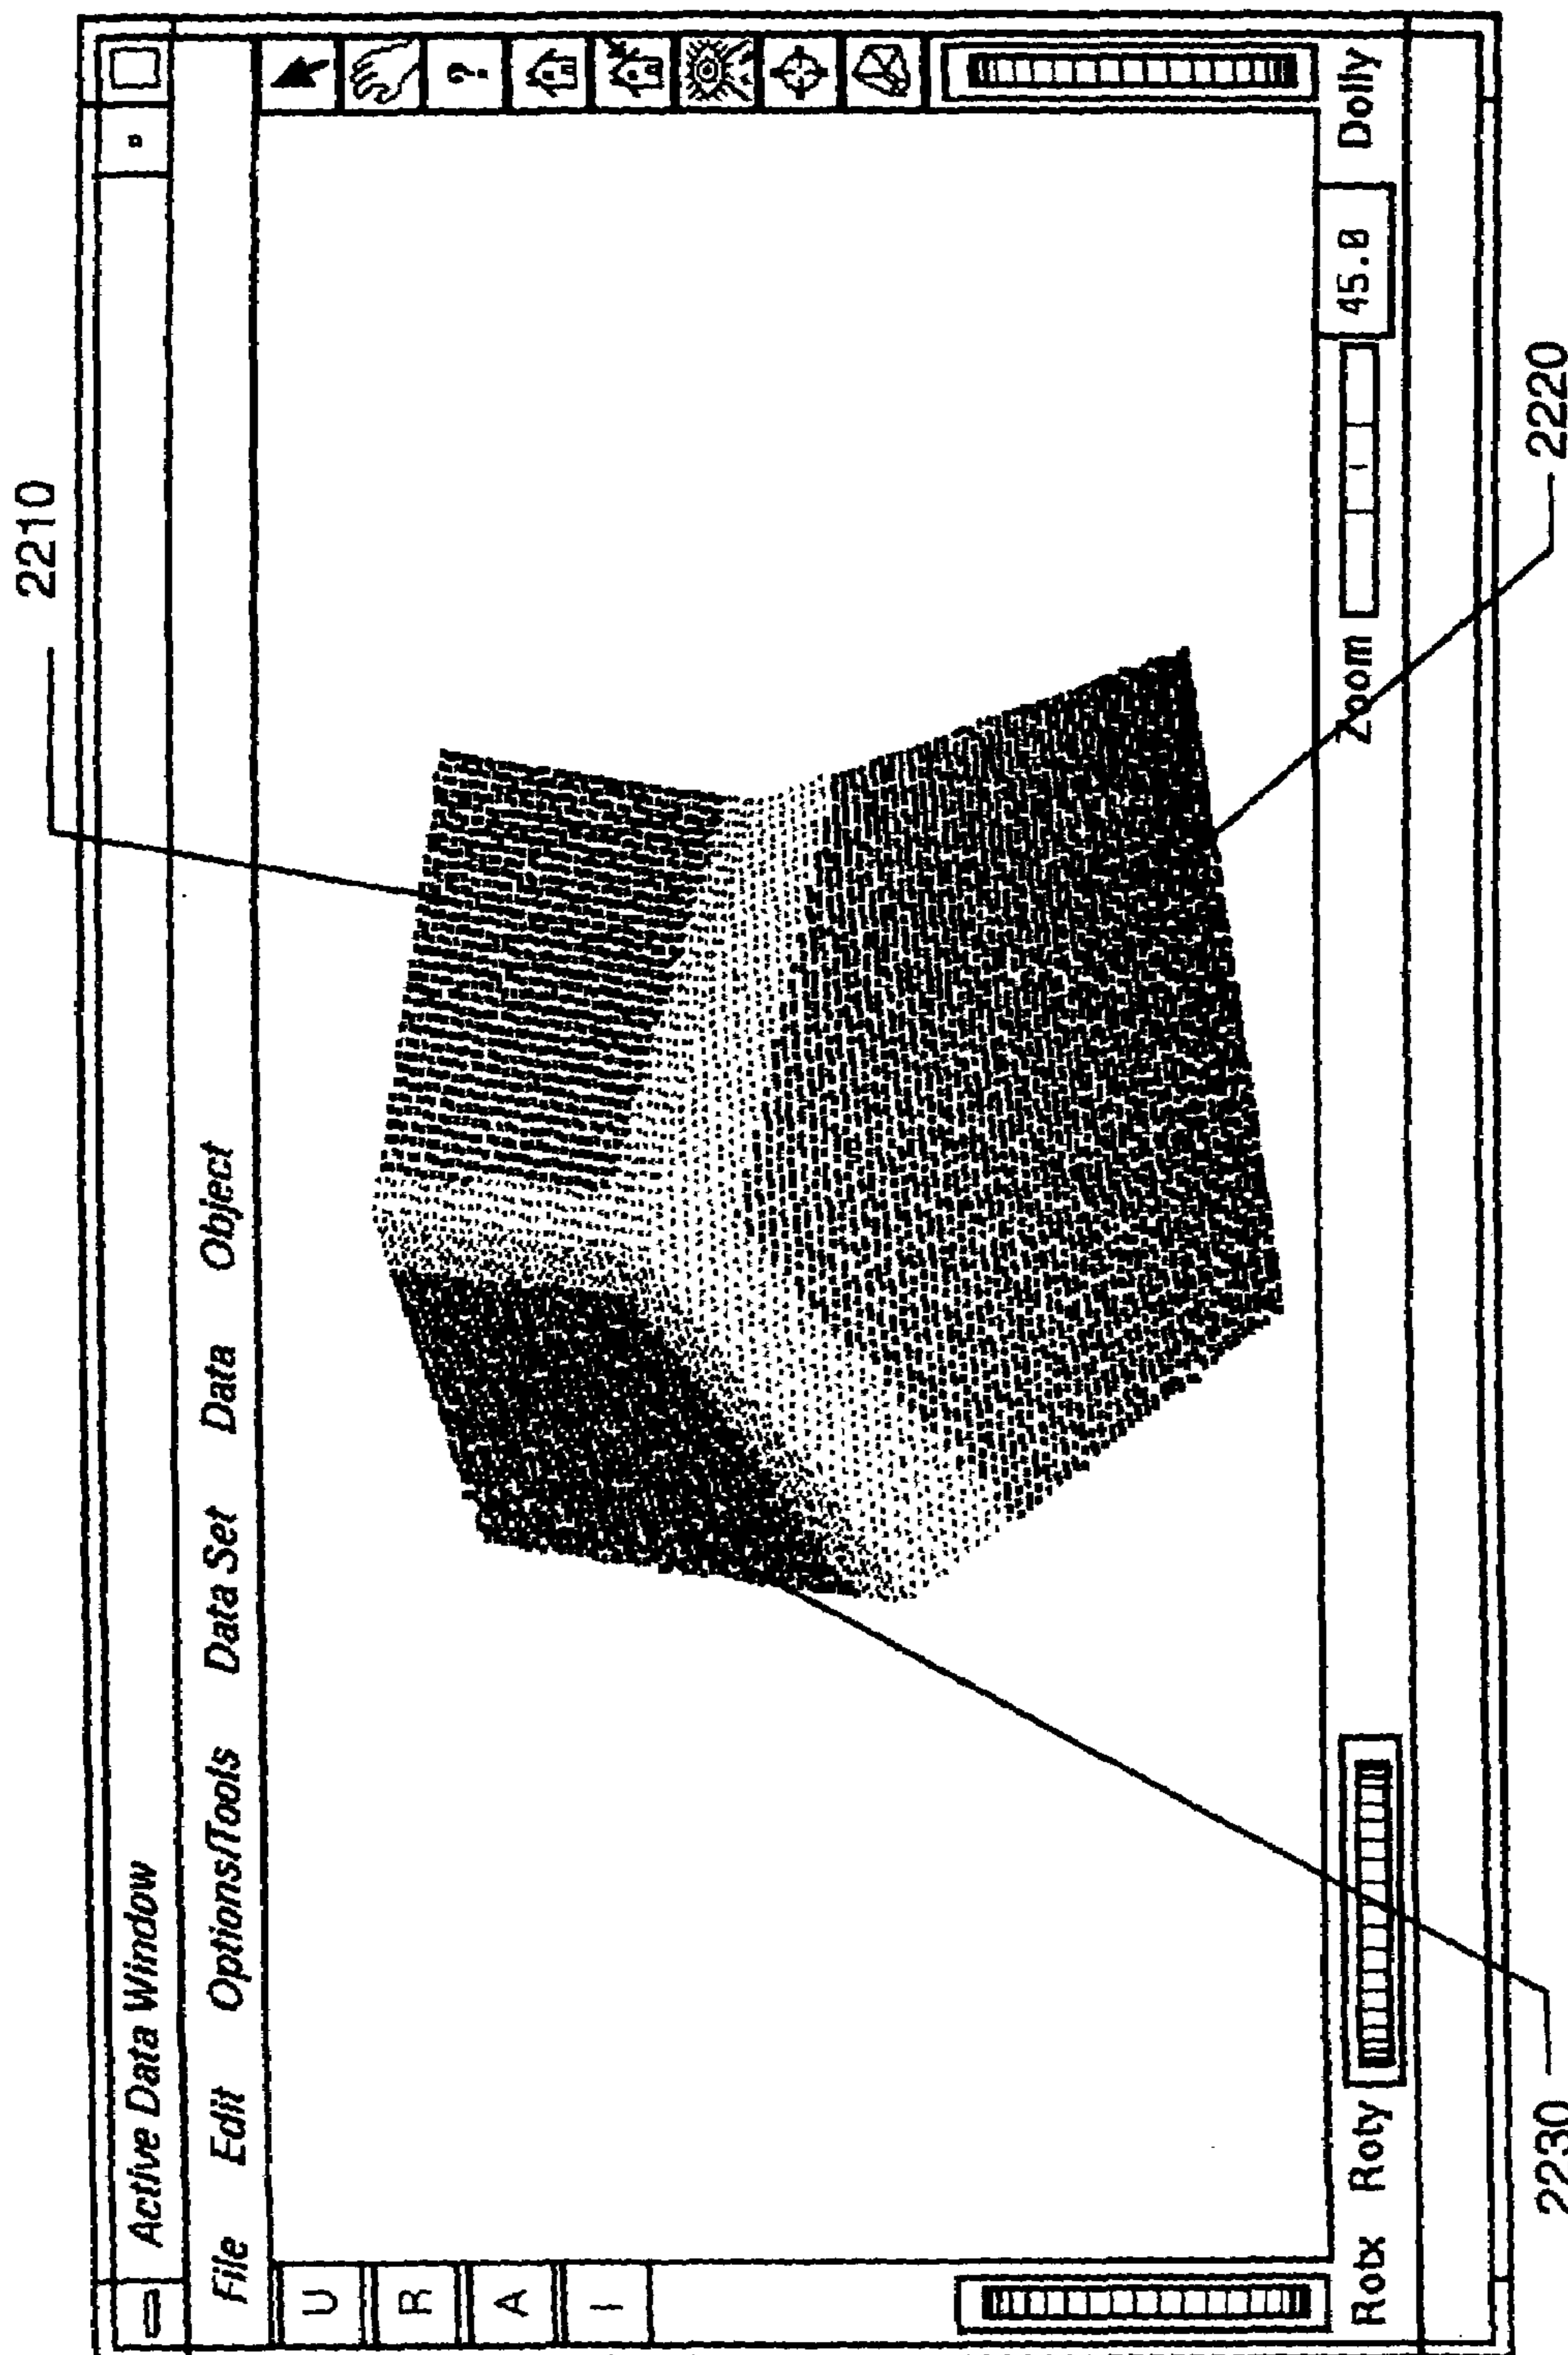 2210
Active Data Window
File Edit Options/Tools Data Set Data Object
U
R
A
I
?
Rotx Roty Zoom 45.0 Dolly
2230
2220